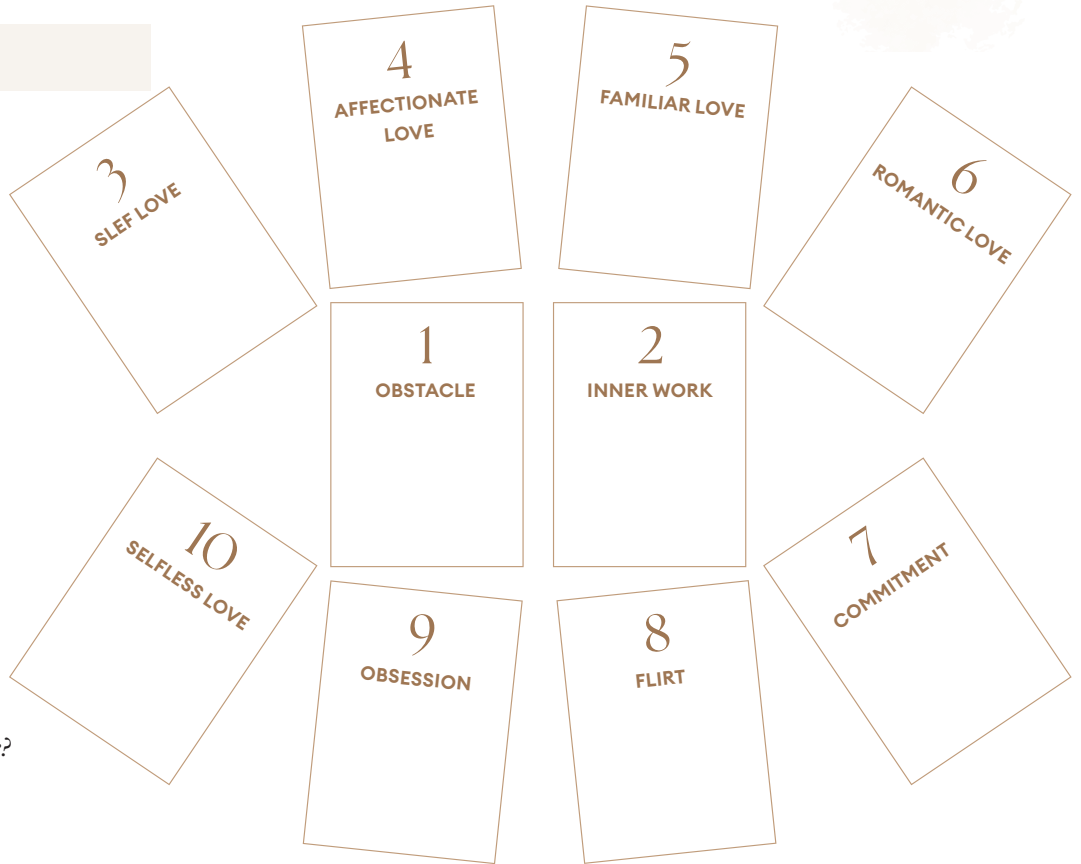 4
AFFECTIONATE
LOVE
5
FAMILIAR LOVE
3
SLEF LOVE
6
ROMANTIC LOVE
1
OBSTACLE
2
INNER WORK
10
SELFLESS LOVE
7
COMMITMENT
9
OBSESSION
8
FLIRT
?